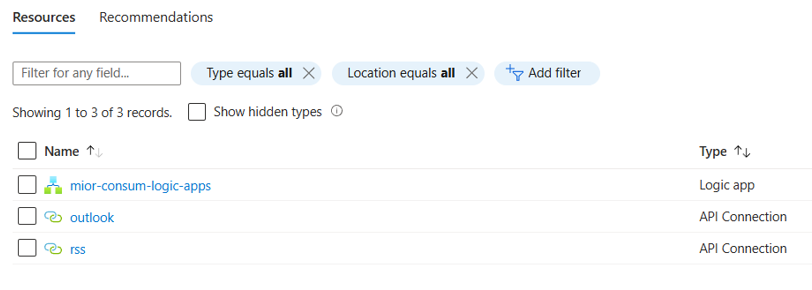 Resources Recommendations
Filter for any field... Type equals all Location equals all Add filter
Showing 1 to 3 of 3 records. Show hidden types
Name Type
mior-consum-logic-apps Logic app
outlook API Connection
rss API Connection